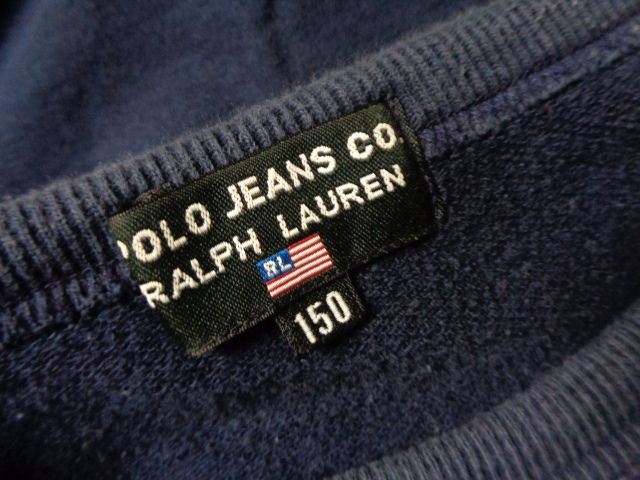 POLO JEANS CO.
RALPH LAUREN
RL
150